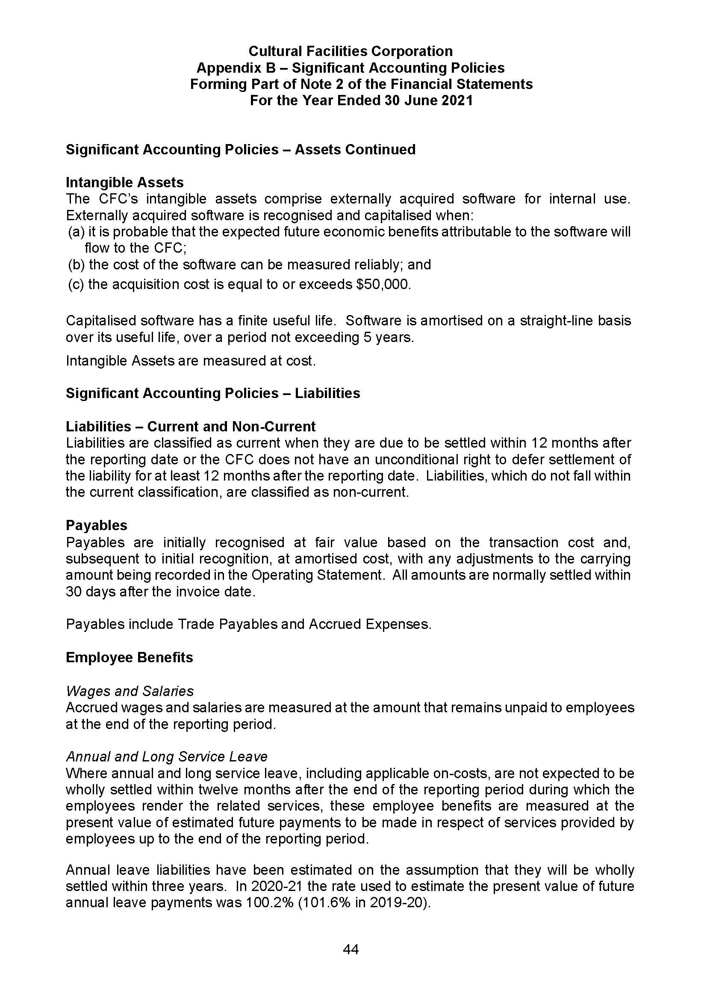 Cultural Facilities Corporation
Appendix B – Significant Accounting Policies
Forming Part of Note 2 of the Financial Statements
For the Year Ended 30 June 2021
Significant Accounting Policies – Assets Continued
Intangible Assets
The CFC’s intangible assets comprise externally acquired software for internal use.
Externally acquired software is recognised and capitalised when:
(a) it is probable that the expected future economic benefits attributable to the software will
flow to the CFC;
(b) the cost of the software can be measured reliably; and
(c) the acquisition cost is equal to or exceeds $50,000.
Capitalised software has a finite useful life.  Software is amortised on a straight-line basis
over its useful life, over a period not exceeding 5 years.
Intangible Assets are measured at cost.
Significant Accounting Policies – Liabilities
Liabilities – Current and Non-Current
Liabilities are classified as current when they are due to be settled within 12 months after
the reporting date or the CFC does not have an unconditional right to defer settlement of
the liability for at least 12 months after the reporting date.  Liabilities, which do not fall within
the current classification, are classified as non-current.
Payables
Payables are initially recognised at fair value based on the transaction cost and,
subsequent to initial recognition, at amortised cost, with any adjustments to the carrying
amount being recorded in the Operating Statement.  All amounts are normally settled within
30 days after the invoice date.
Payables include Trade Payables and Accrued Expenses.
Employee Benefits
Wages and Salaries
Accrued wages and salaries are measured at the amount that remains unpaid to employees
at the end of the reporting period.
Annual and Long Service Leave
Where annual and long service leave, including applicable on-costs, are not expected to be
wholly settled within twelve months after the end of the reporting period during which the
employees render the related services, these employee benefits are measured at the
present value of estimated future payments to be made in respect of services provided by
employees up to the end of the reporting period.
Annual leave liabilities have been estimated on the assumption that they will be wholly
settled within three years.  In 2020-21 the rate used to estimate the present value of future
annual leave payments was 100.2% (101.6% in 2019-20).
44